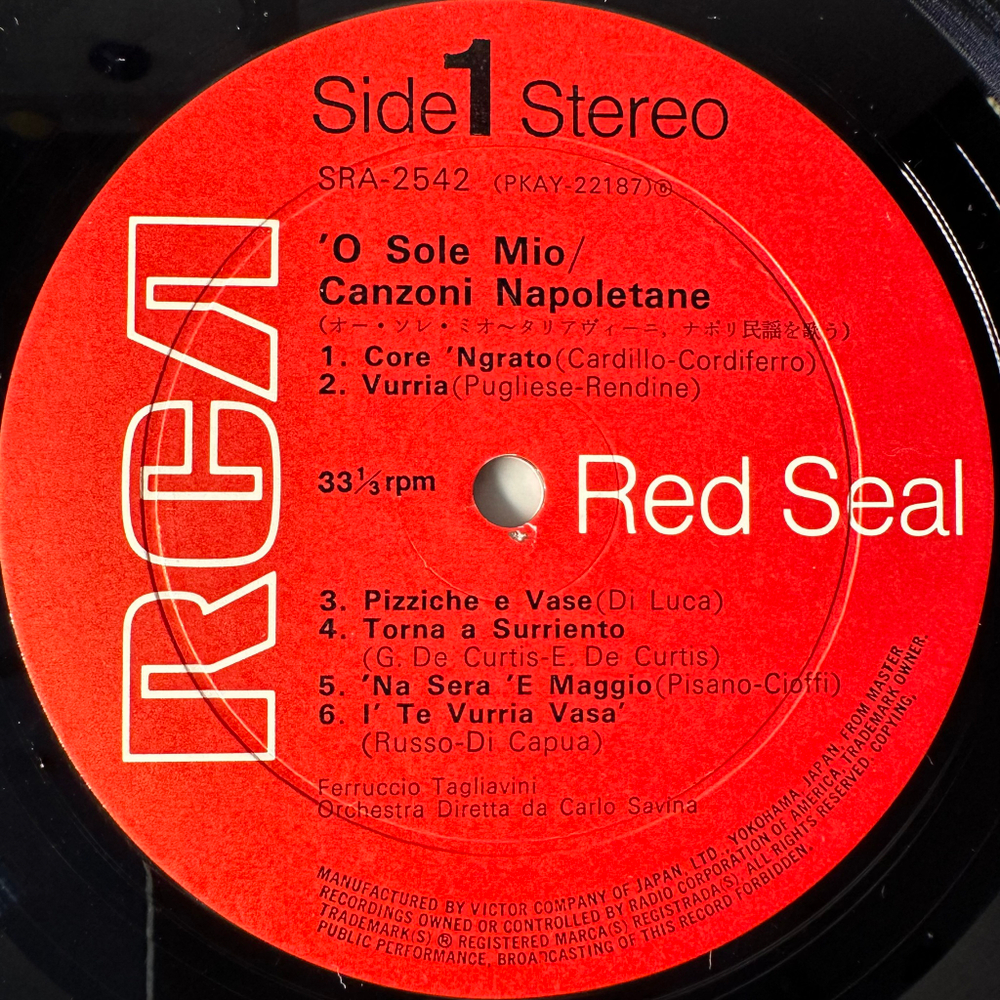 Side 1 Stereo
SRA-2542 (PKAY-22187)Ⓡ
'O Sole Mio/
Canzoni Napoletane
(オー・ソレ・ミオ〜タリアヴィーニ, ナポリ民謡を歌う)
1. Core 'Ngrato(Cardillo-Cordiferro)
2. Vurria(Pugliese-Rendine)
33⅓ rpm
RCA
Red Seal
3. Pizziche e Vase(Di Luca)
4. Torna a Surriento
(G. De Curtis-E. De Curtis)
5. 'Na Sera 'E Maggio(Pisano-Cioffi)
6. I' Te Vurria Vasa'
(Russo-Di Capua)
Ferruccio Tagliavini
Orchestra Diretta da Carlo Savina
MANUFACTURED BY VICTOR COMPANY OF JAPAN, LTD., YOKOHAMA, JAPAN, FROM MASTER
RECORDINGS OWNED OR CONTROLLED BY RADIO CORPORATION OF AMERICA, TRADEMARK OWNER.
TRADEMARK(S) ® REGISTERED MARCA(S) REGISTRADA(S). ALL RIGHTS RESERVED. COPYING,
PUBLIC PERFORMANCE, BROADCASTING OF THIS RECORD FORBIDDEN.